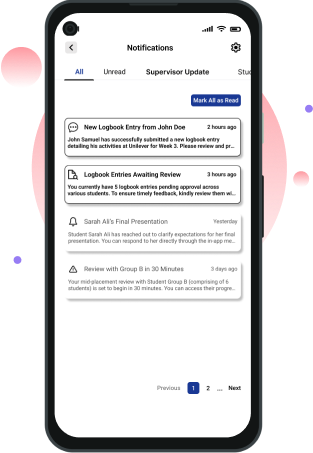 Notifications
All Unread Supervisor Update Stu
Mark All as Read
New Logbook Entry from John Doe 2 hours ago
John Samuel has successfully submitted a new logbook entry
detailing his activities at Unilever for Week 3. Please review and pr...
Logbook Entries Awaiting Review 3 hours ago
You currently have 5 logbook entries pending approval across
various students. To ensure timely feedback, kindly review them wi...
Sarah Ali's Final Presentation Yesterday
Student Sarah Ali has reached out to clarify expectations for her final
presentation. You can respond to her directly through the in app me...
Review with Group B in 30 Minutes 3 days ago
Your mid-placement review with Student Group B (comprising of 6
students) is set to begin in 30 minutes. You can access their progre...
Previous 1 2 ... Next